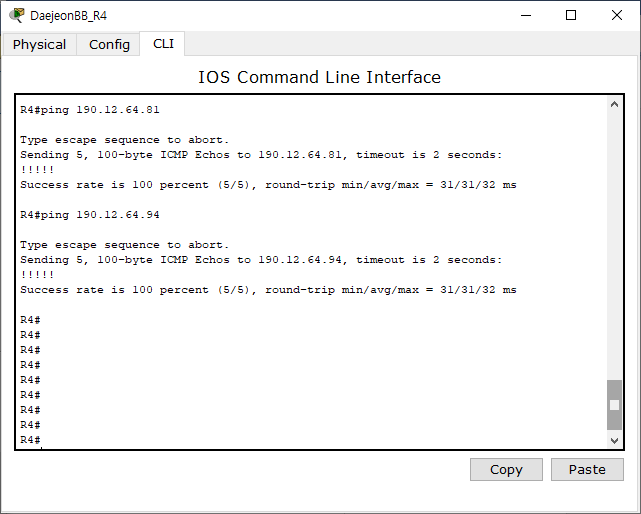 DaejeonBB_R4
Physical Config CLI
IOS Command Line Interface
R4#ping 190.12.64.81
Type escape sequence to abort.
Sending 5, 100-byte ICMP Echos to 190.12.64.81, timeout is 2 seconds:
!!!!!
Success rate is 100 percent (5/5), round-trip min/avg/max = 31/31/32 ms
R4#ping 190.12.64.94
Type escape sequence to abort.
Sending 5, 100-byte ICMP Echos to 190.12.64.94, timeout is 2 seconds:
!!!!!
Success rate is 100 percent (5/5), round-trip min/avg/max = 31/31/32 ms
R4#
R4#
R4#
R4#
R4#
R4#
R4#
R4#
R4#
Copy Paste